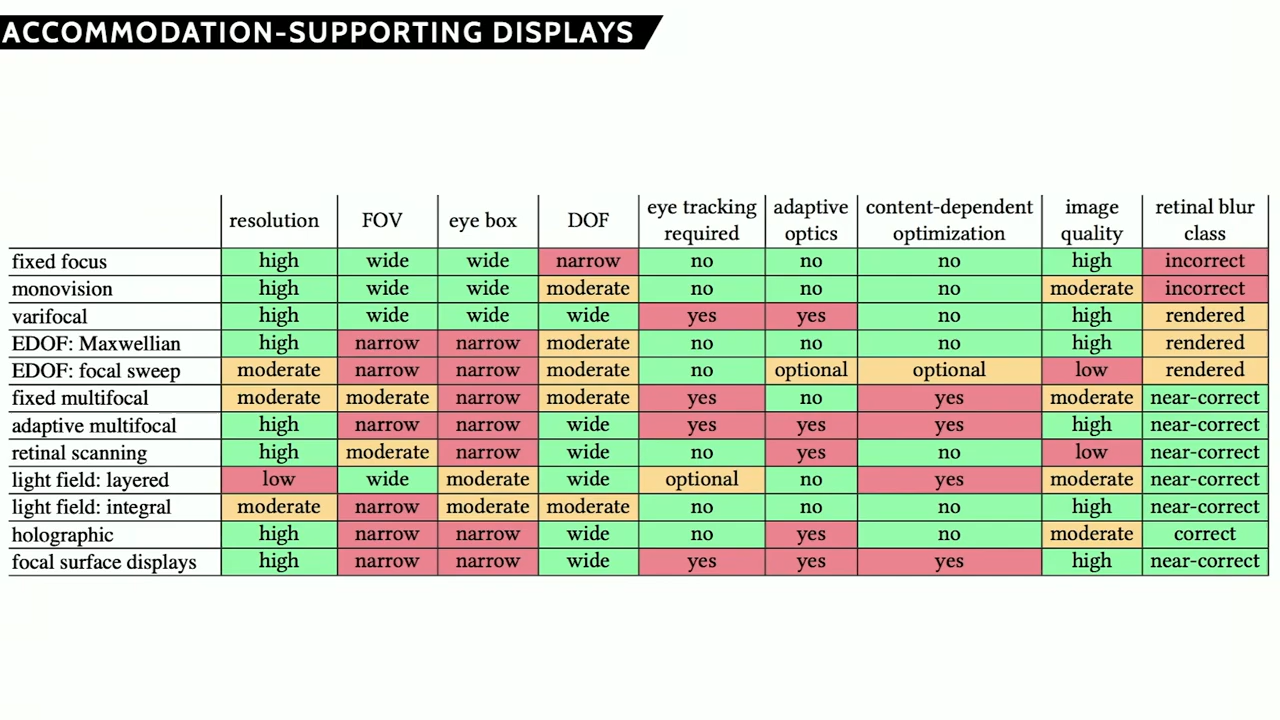 ACCOMMODATION-SUPPORTING DISPLAYS
resolution FOV eye box DOF eye tracking required adaptive optics content-dependent optimization image quality retinal blur class
fixed focus high wide wide narrow no no no high incorrect
monovision high wide wide moderate no no no moderate incorrect
varifocal high wide wide wide yes yes no high rendered
EDOF: Maxwellian high narrow narrow moderate no no no high rendered
EDOF: focal sweep moderate narrow narrow moderate no optional optional low rendered
fixed multifocal moderate moderate narrow moderate yes no yes moderate near-correct
adaptive multifocal high narrow narrow wide yes yes yes high near-correct
retinal scanning high moderate narrow wide no yes no low near-correct
light field: layered low wide moderate wide optional no yes moderate near-correct
light field: integral moderate narrow moderate moderate no no no high near-correct
holographic high narrow narrow wide no yes no moderate correct
focal surface displays high narrow narrow wide yes yes yes high near-correct